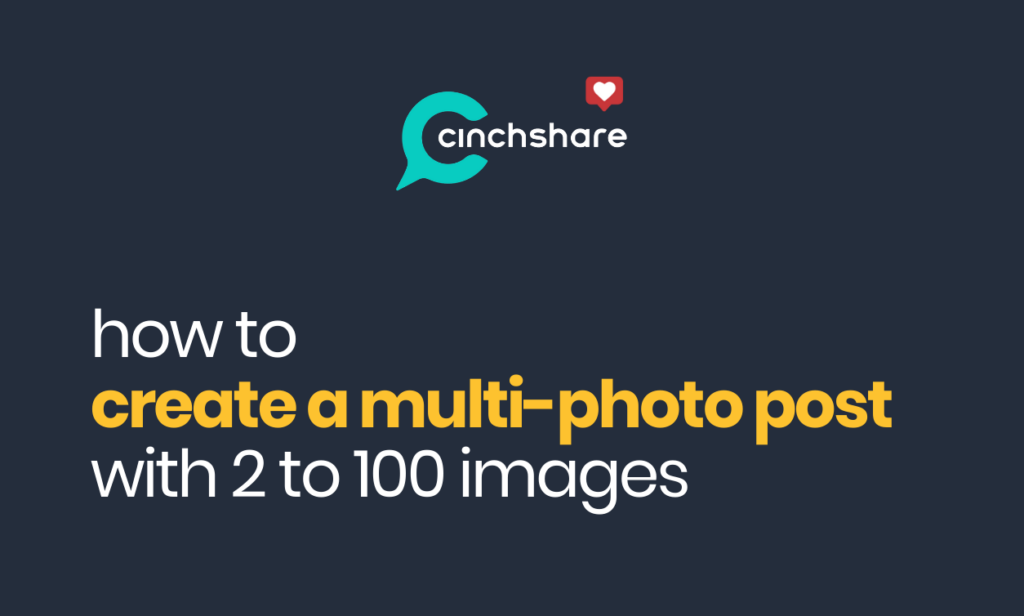 cinchshare
how to
create a multi-photo post
with 2 to 100 images